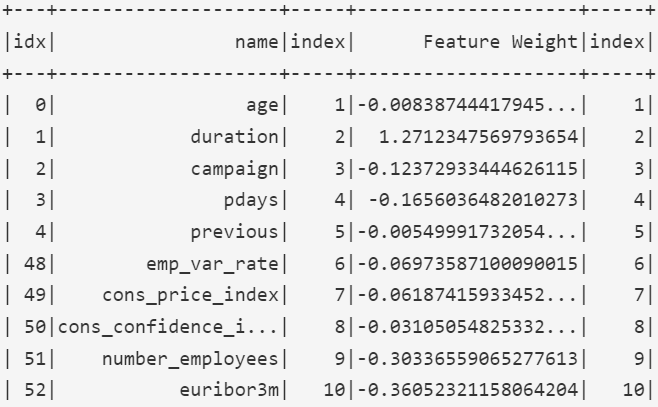 +---+--------------------+-----+--------------------+-----+
|idx|                name|index|      Feature Weight|index|
+---+--------------------+-----+--------------------+-----+
|  0|                 age|    1|-0.00838744417945...|    1|
|  1|            duration|    2|  1.2712347569793654|    2|
|  2|            campaign|    3|-0.12372933444626115|    3|
|  3|               pdays|    4| -0.1656036482010273|    4|
|  4|            previous|    5|-0.00549991732054...|    5|
| 48|        emp_var_rate|    6|-0.06973587100090015|    6|
| 49|    cons_price_index|    7|-0.06187415933452...|    7|
| 50|cons_confidence_i...|    8|-0.03105054825332...|    8|
| 51|    number_employees|    9|-0.30336559065277613|    9|
| 52|           euribor3m|   10|-0.36052321158064204|   10|